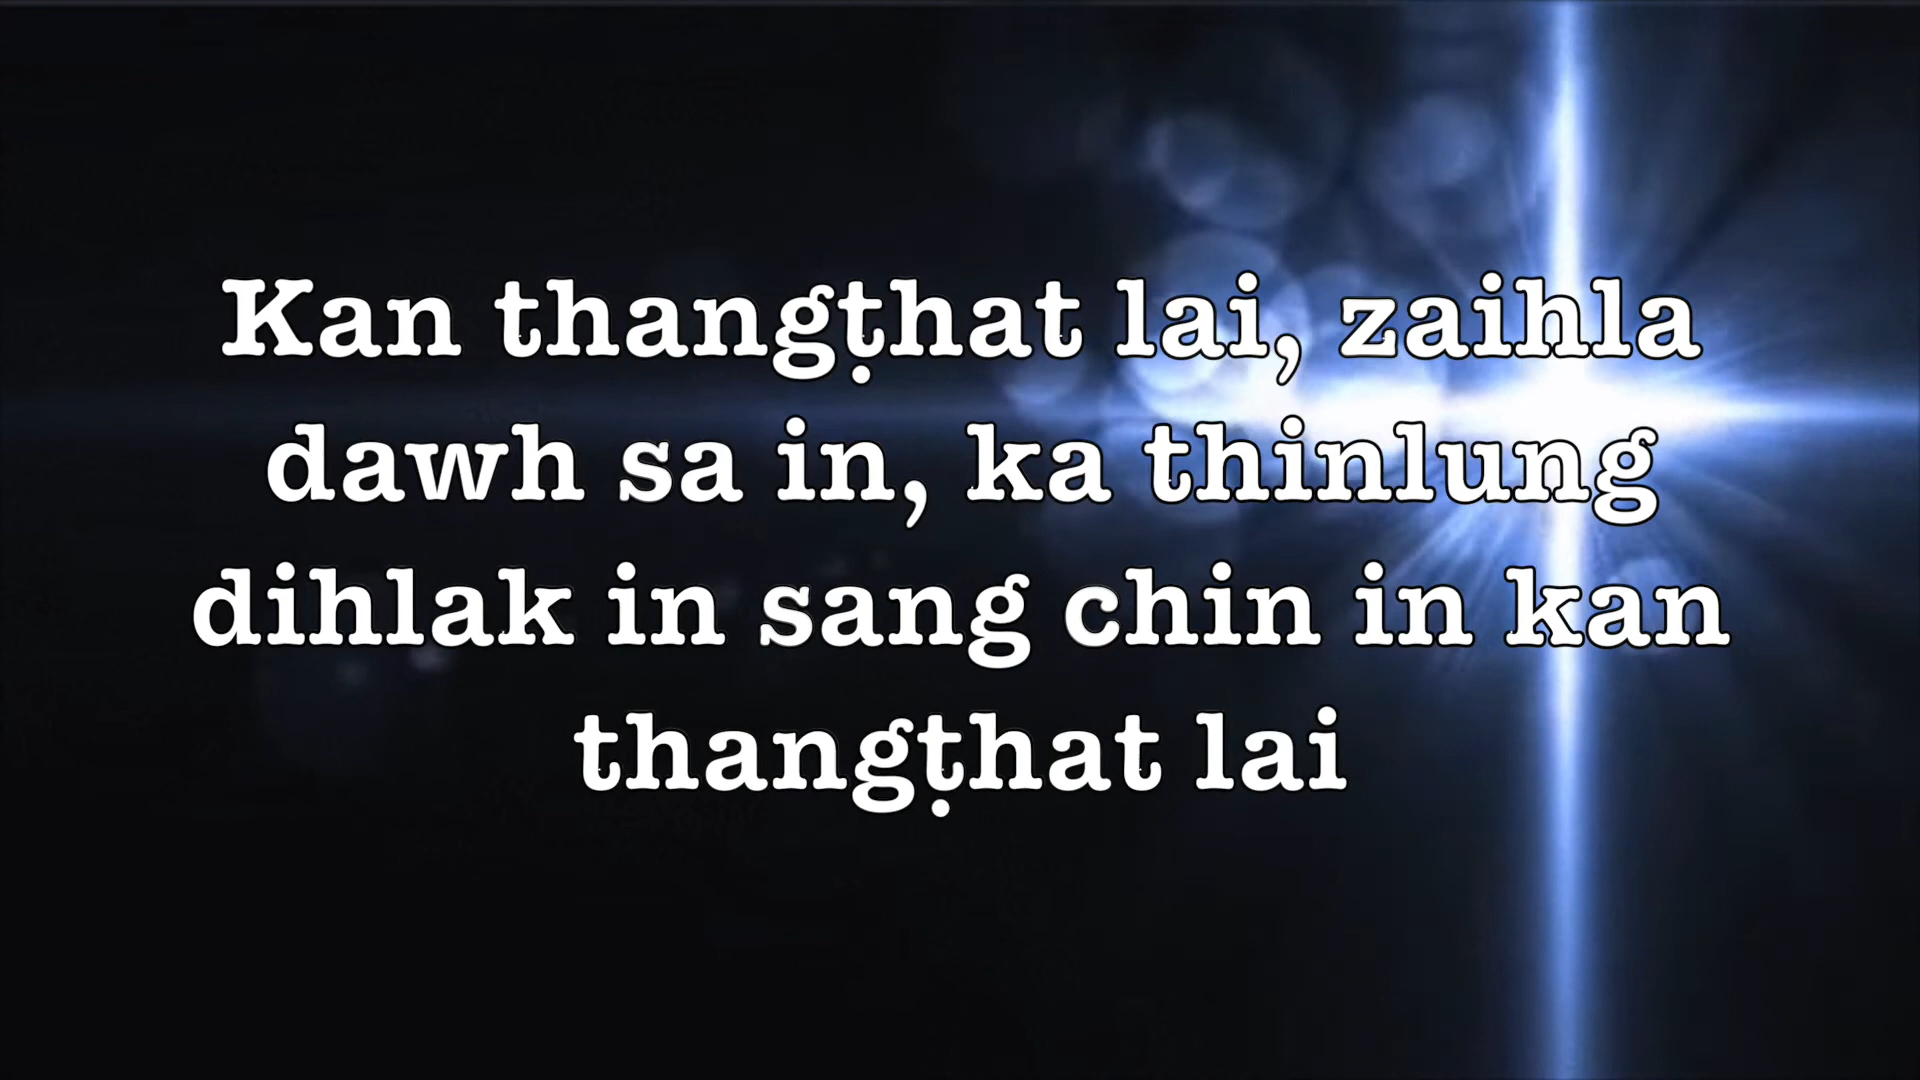 Kan thangṭhat lai, zaihla
dawh sa in, ka thinlung
dihlak in sang chin in kan
thangṭhat lai